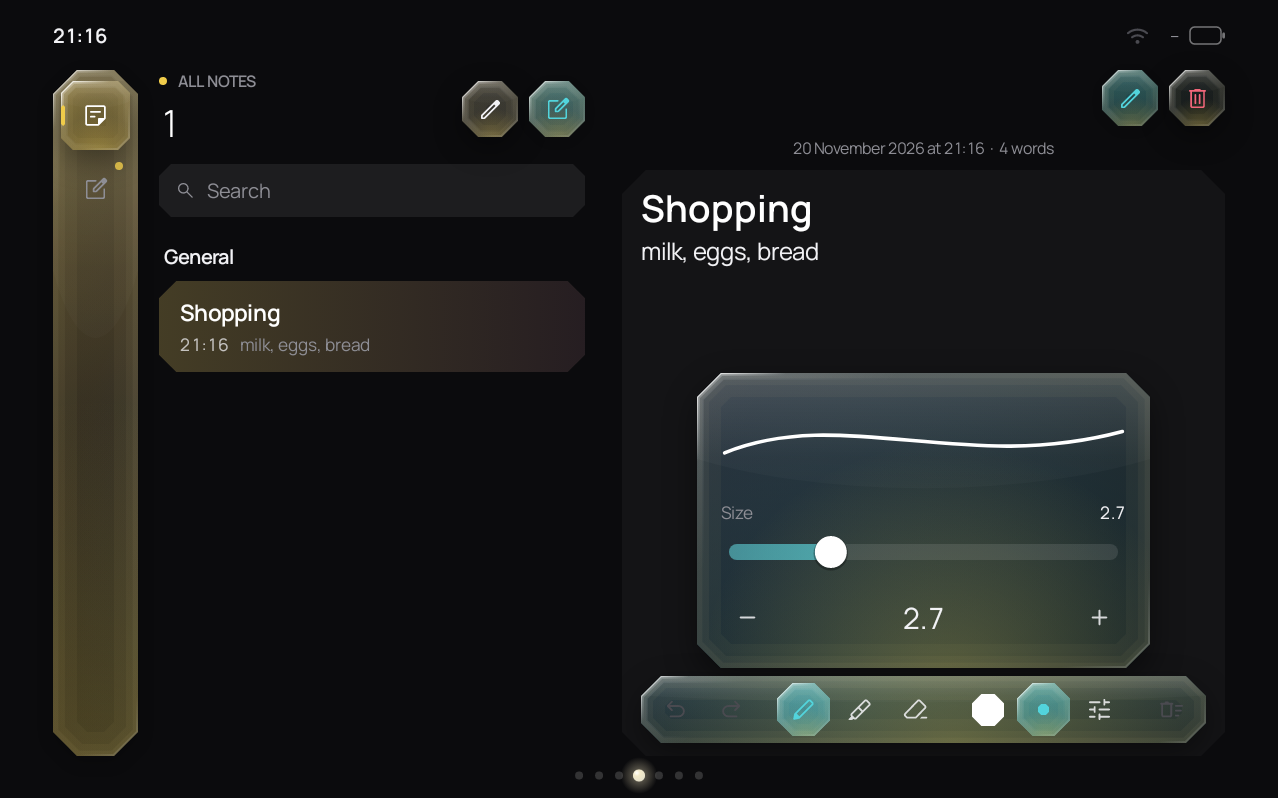 21:16
–
ALL NOTES
1
Search
General
Shopping
21:16 milk, eggs, bread
20 November 2026 at 21:16 · 4 words
Shopping
milk, eggs, bread
Size 2.7
− 2.7 +